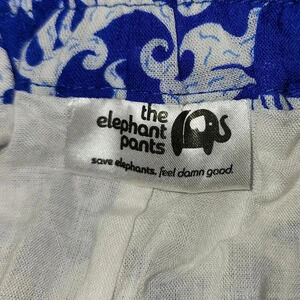 the
elephant
pants
save elephants. feel damn good.